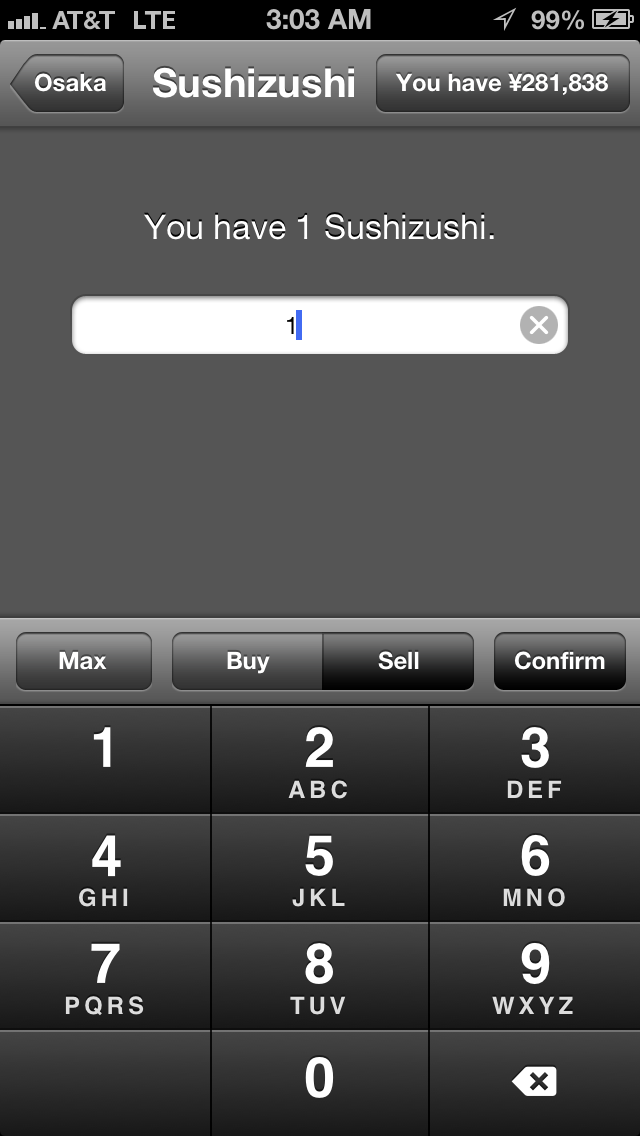 AT&T LTE 3:03 AM 99%
Osaka Sushizushi You have ¥281,838
You have 1 Sushizushi.
1
Max Buy Sell Confirm
1 2 3
ABC DEF
4 5 6
GHI JKL MNO
7 8 9
PQRS TUV WXYZ
0